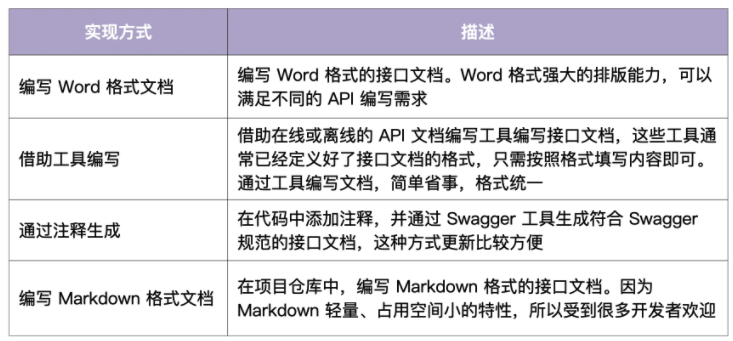 实现方式
描述
编写 Word 格式文档
编写 Word 格式的接口文档。Word 格式强大的排版能力，可以
满足不同的 API 编写需求
借助工具编写
借助在线或离线的 API 文档编写工具编写接口文档，这些工具通
常已经定义好了接口文档的格式，只需按照格式填写内容即可。
通过工具编写文档，简单省事，格式统一
通过注释生成
在代码中添加注释，并通过 Swagger 工具生成符合 Swagger
规范的接口文档，这种方式更新比较方便
编写 Markdown 格式文档
在项目仓库中，编写 Markdown 格式的接口文档。因为
Markdown 轻量、占用空间小的特性，所以受到很多开发者欢迎